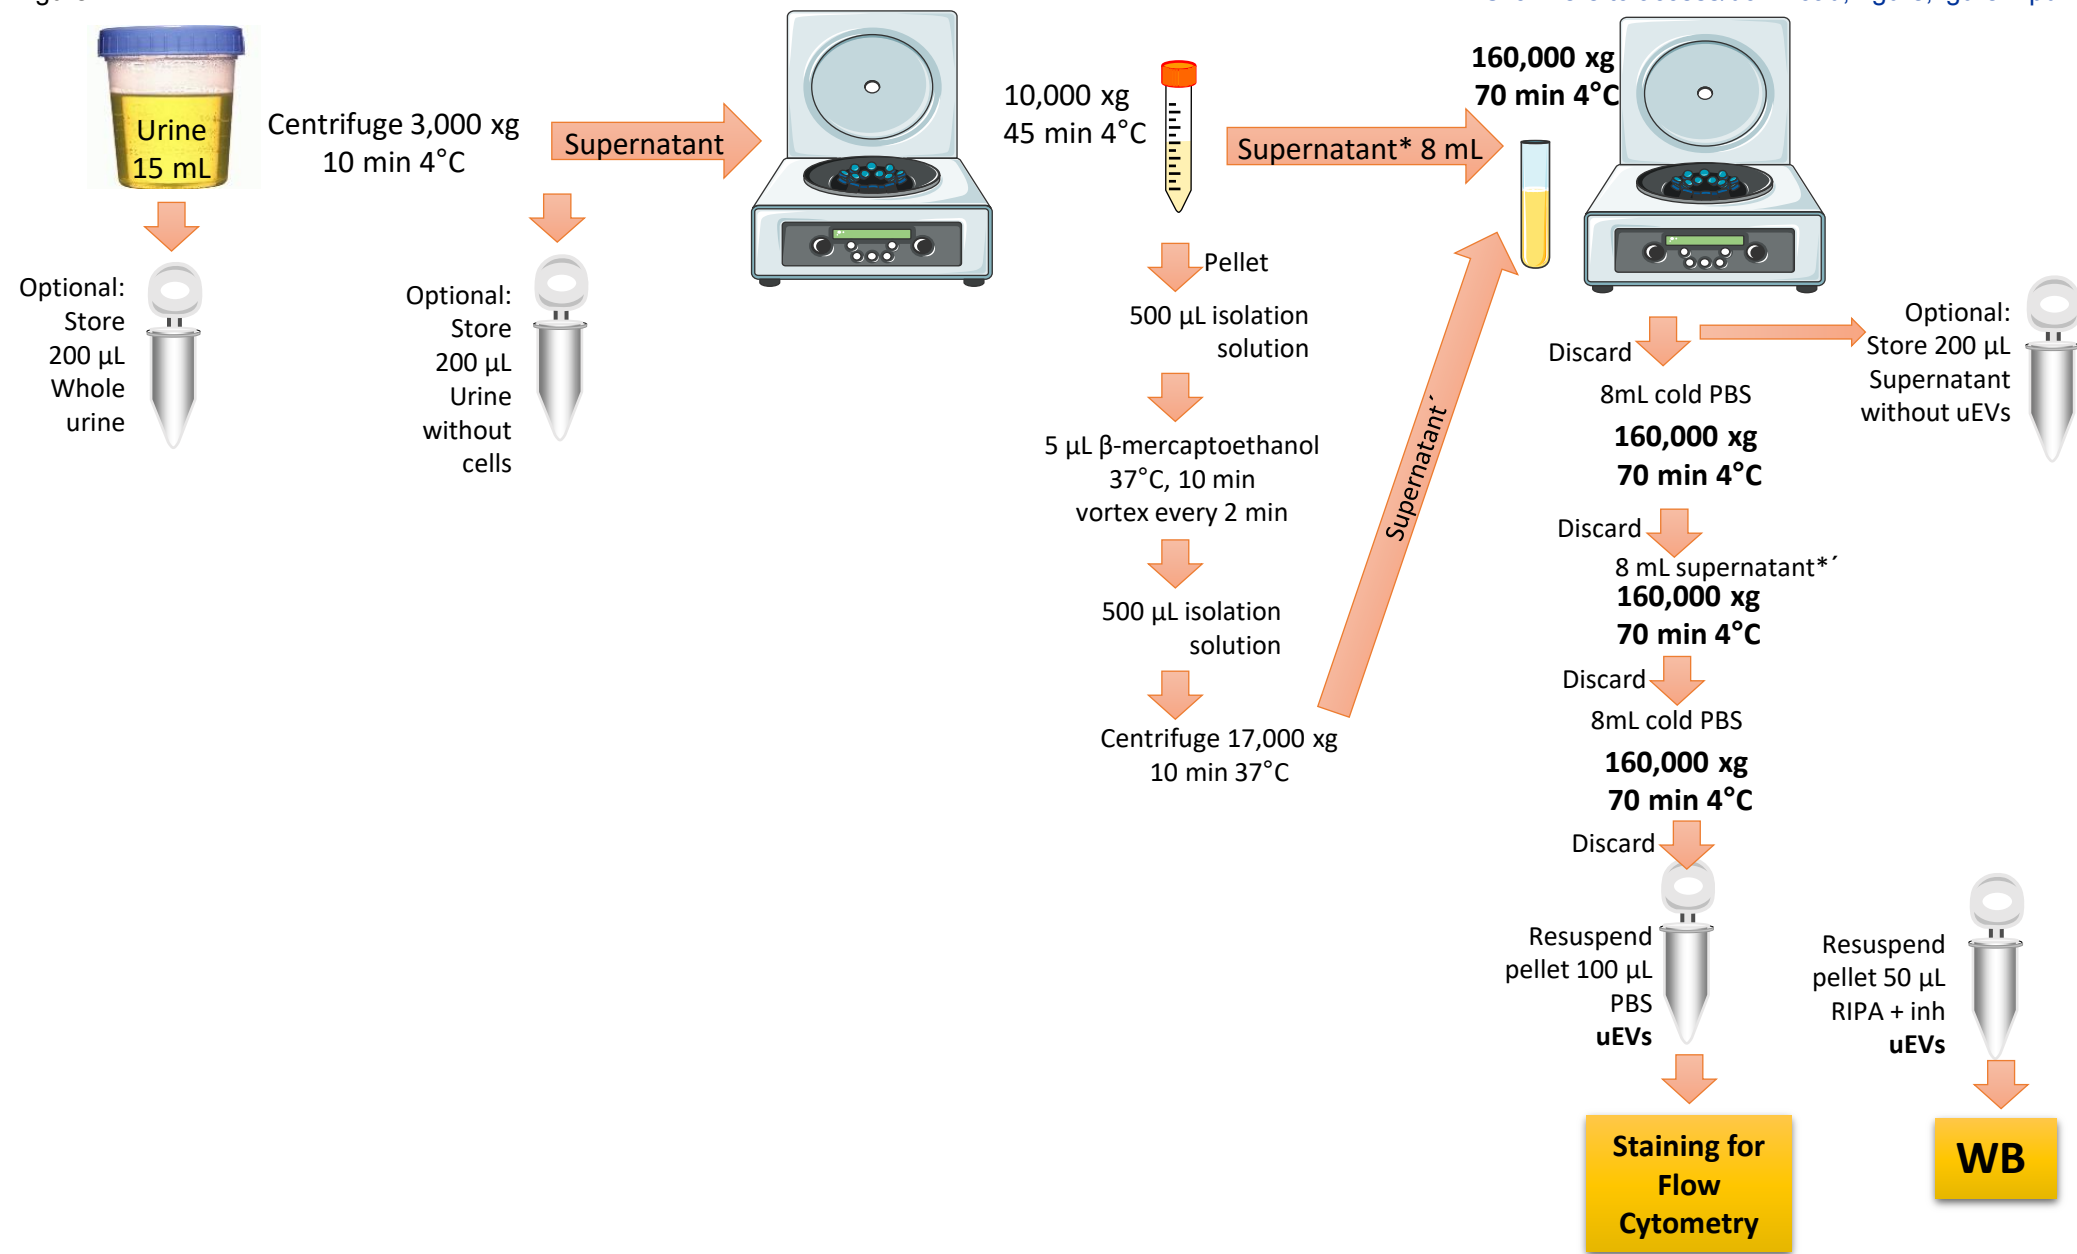 Urine
15 mL
Centrifuge 3,000 xg
10 min 4°C
Supernatant
10,000 xg
45 min 4°C
Supernatant* 8 mL
160,000 xg
70 min 4°C
Optional:
Store
200 µL
Whole
urine
Optional:
Store
200 µL
Urine
without
cells
Pellet
500 µL isolation
solution
5 µL β-mercaptoethanol
37°C, 10 min
vortex every 2 min
500 µL isolation
solution
Centrifuge 17,000 xg
10 min 37°C
Supernatant´
Discard
Optional:
Store 200 µL
Supernatant
without uEVs
8mL cold PBS
160,000 xg
70 min 4°C
Discard
8 mL supernatant*´
160,000 xg
70 min 4°C
Discard
8mL cold PBS
160,000 xg
70 min 4°C
Discard
Resuspend
pellet 100 µL
PBS
uEVs
Resuspend
pellet 50 µL
RIPA + inh
uEVs
Staining for
Flow
Cytometry
WB